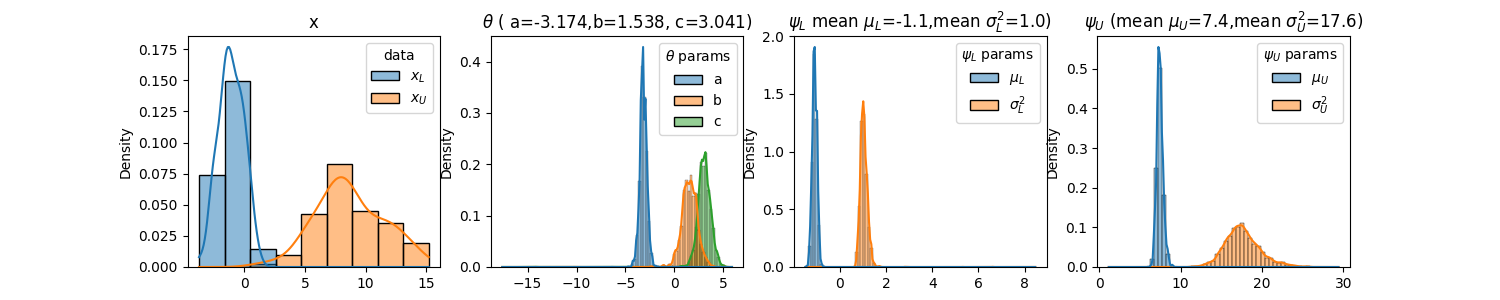 x
Density
0.175
0.150
0.125
0.100
0.075
0.050
0.025
0.000
data
x_L
x_U
0
5
10
15
θ ( a=-3.174,b=1.538, c=3.041)
Density
0.4
0.3
0.2
0.1
0.0
θ params
a
b
c
−15
−10
−5
0
5
ψ_L mean μ_L=-1.1,mean σ_L^2=1.0)
Density
2.0
1.5
1.0
0.5
0.0
ψ_L params
μ_L
σ_L^2
0
2
4
6
8
ψ_U (mean μ_U=7.4,mean σ_U^2=17.6)
Density
0.5
0.4
0.3
0.2
0.1
0.0
ψ_U params
μ_U
σ_U^2
0
10
20
30